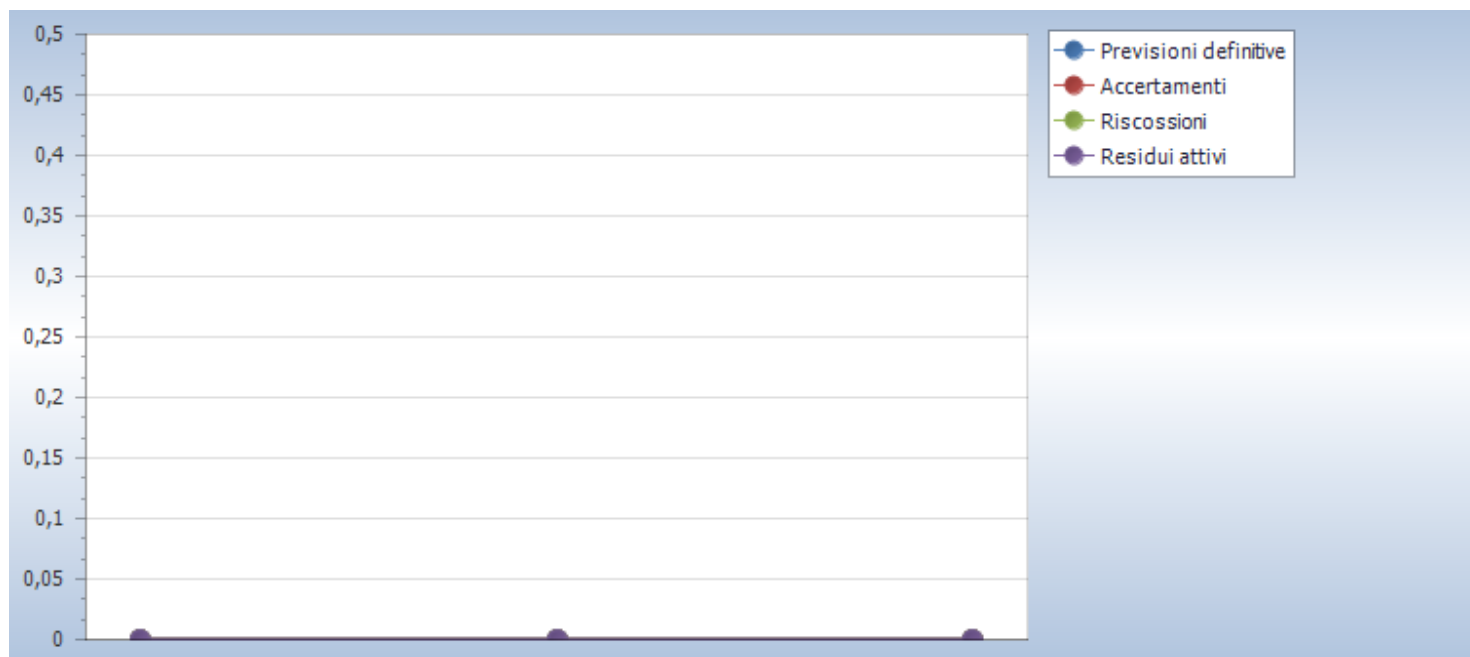 0,5
0,45
0,4
0,35
0,3
0,25
0,2
0,15
0,1
0,05
0
Previsioni definitive
Accertamenti
Riscossioni
Residui attivi